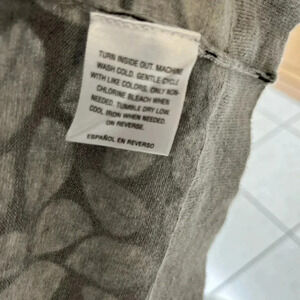 TURN INSIDE OUT. MACHINE
WASH COLD. GENTLE CYCLE
WITH LIKE COLORS. ONLY NON-
CHLORINE BLEACH WHEN
NEEDED. TUMBLE DRY LOW.
COOL IRON WHEN NEEDED
ON REVERSE.
ESPAÑOL EN REVERSO